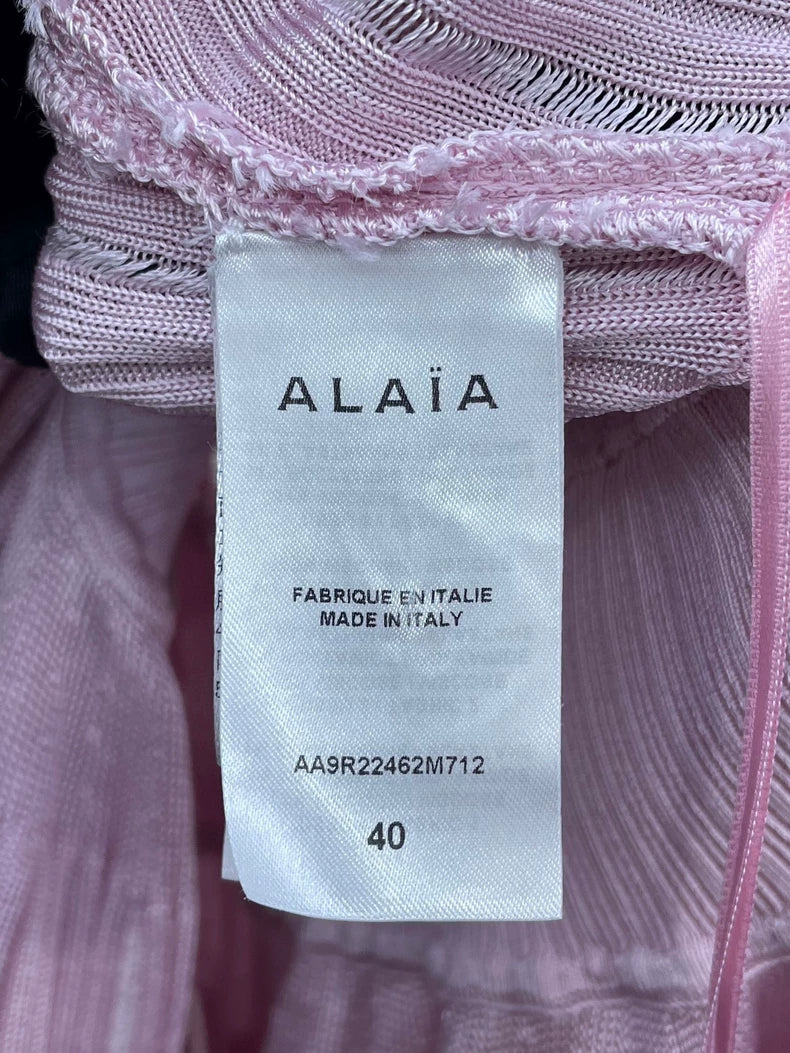 ALAÏA
FABRIQUE EN ITALIE
MADE IN ITALY
AA9R22462M712
40